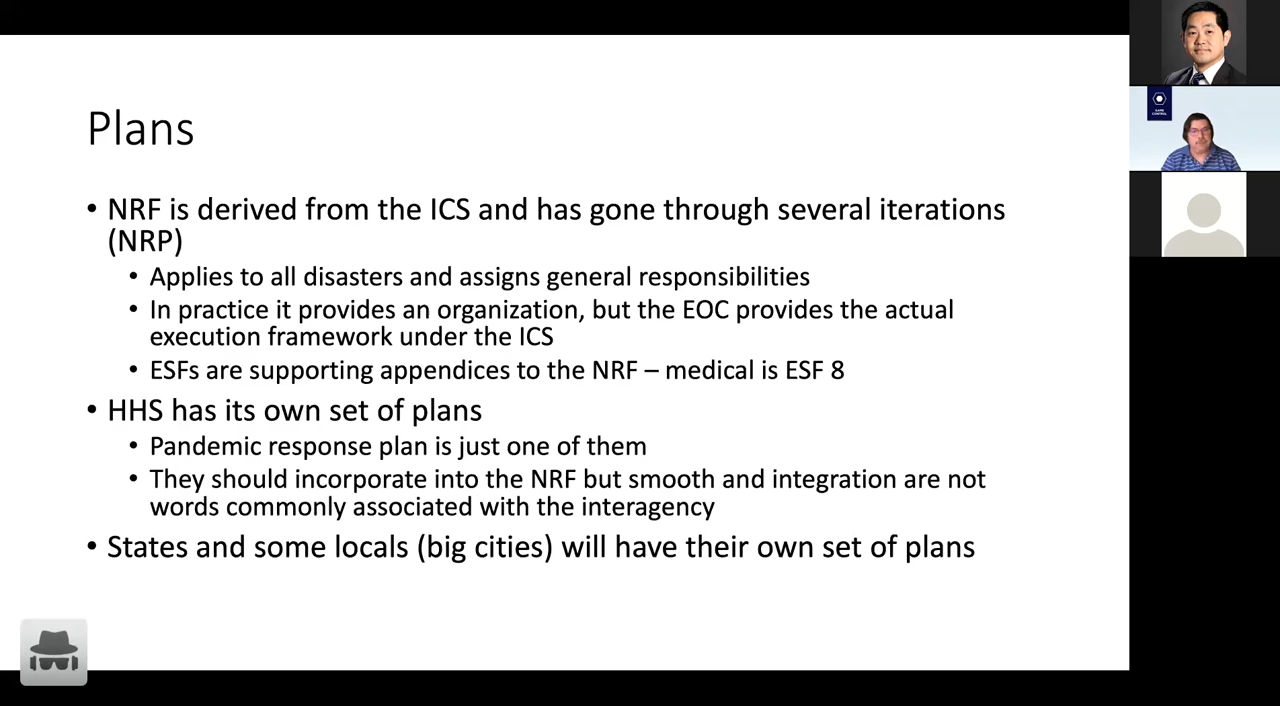 Plans
• NRF is derived from the ICS and has gone through several iterations
(NRP)
• Applies to all disasters and assigns general responsibilities
• In practice it provides an organization, but the EOC provides the actual
execution framework under the ICS
• ESFs are supporting appendices to the NRF – medical is ESF 8
• HHS has its own set of plans
• Pandemic response plan is just one of them
• They should incorporate into the NRF but smooth and integration are not
words commonly associated with the interagency
• States and some locals (big cities) will have their own set of plans